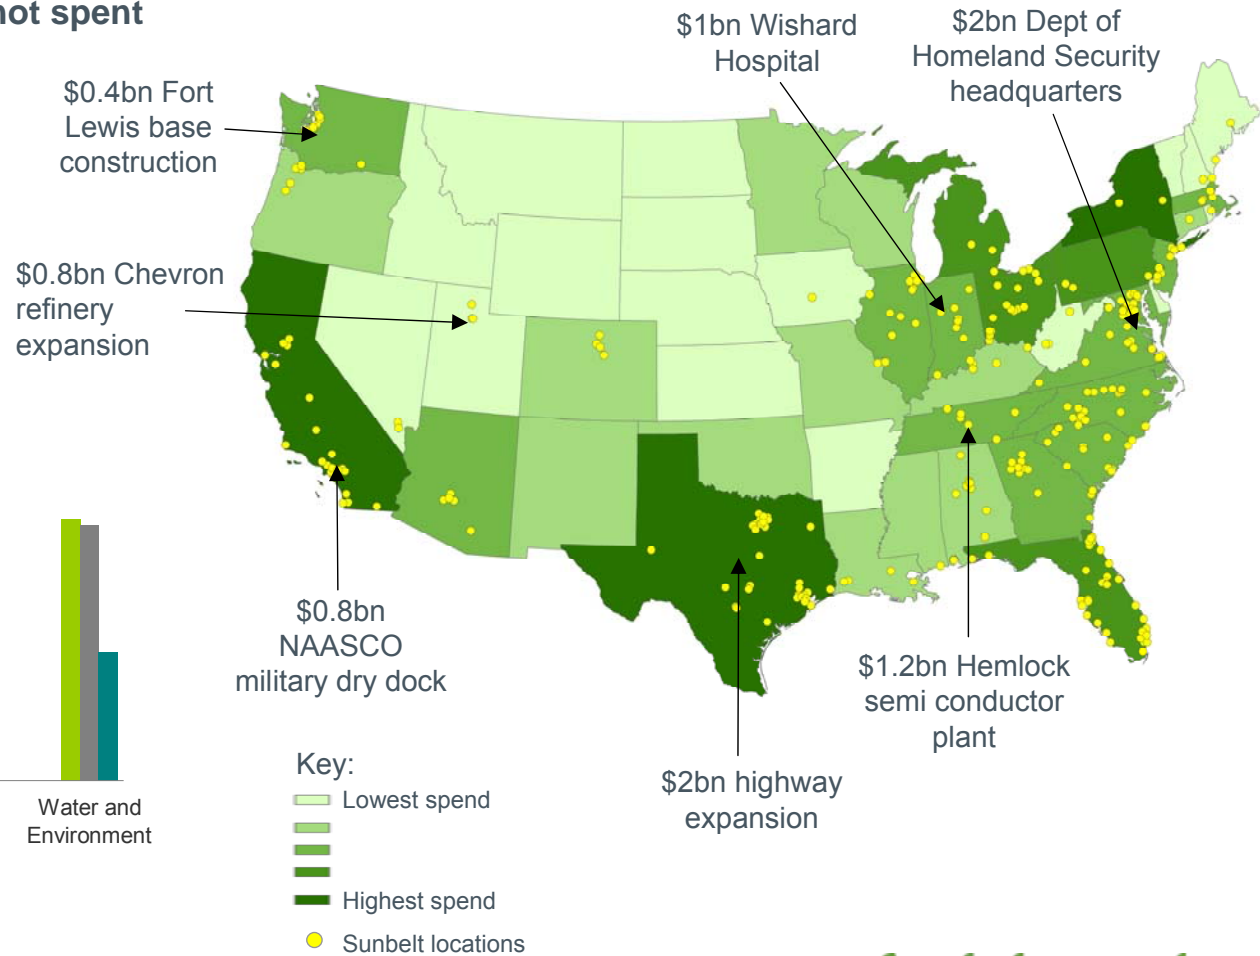 not spent
$1bn Wishard
Hospital
$2bn Dept of
Homeland Security
headquarters
$0.4bn Fort
Lewis base
construction
$0.8bn Chevron
refinery
expansion
$0.8bn
NAASCO
military dry dock
$1.2bn Hemlock
semi conductor
plant
$2bn highway
expansion
Water and
Environment
Key:
Lowest spend
Highest spend
Sunbelt locations